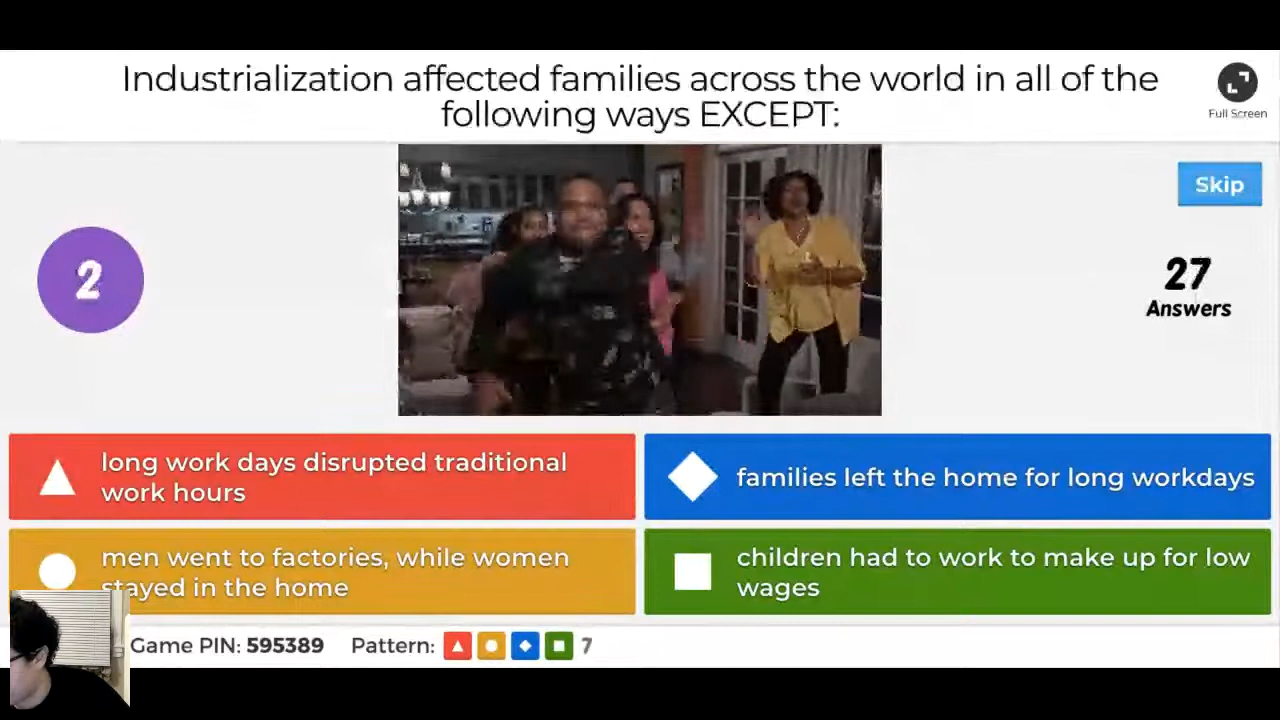 Industrialization affected families across the world in all of the
following ways EXCEPT:
Full Screen
Skip
2
27
Answers
long work days disrupted traditional
work hours
families left the home for long workdays
men went to factories, while women
stayed in the home
children had to work to make up for low
wages
Game PIN: 595389 Pattern: 7